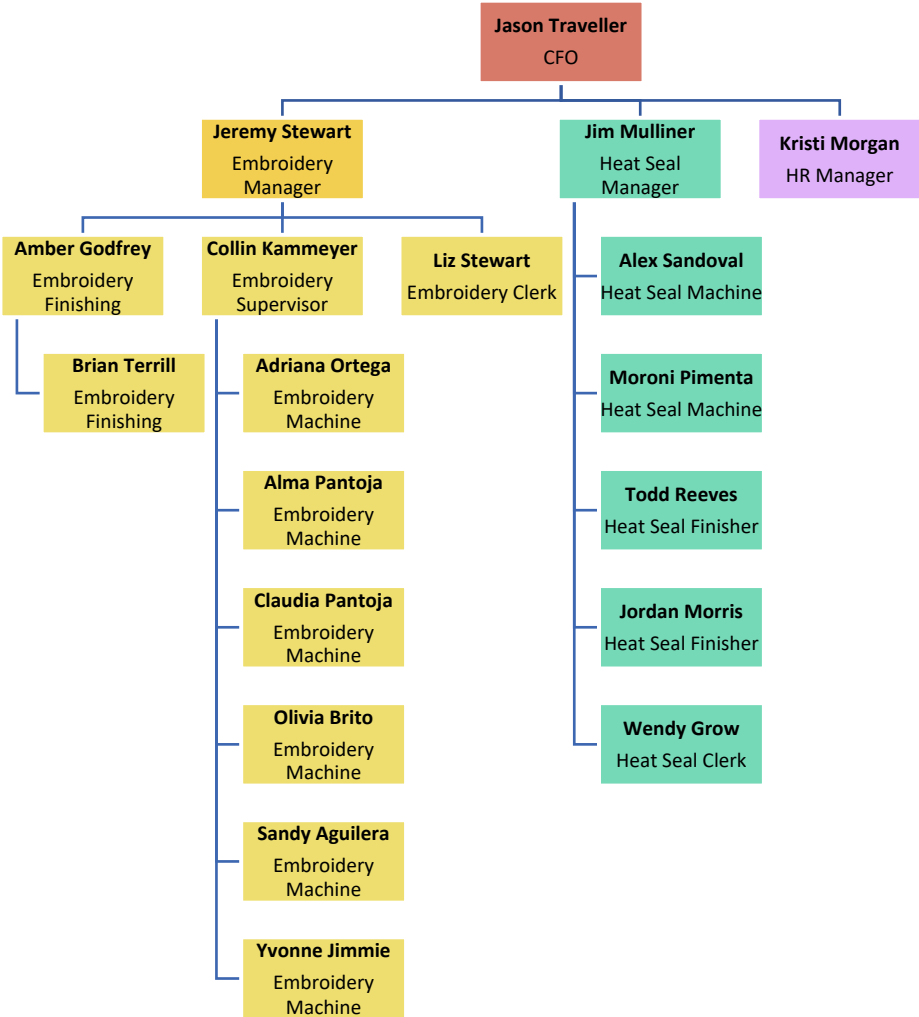 Jason Traveller
CFO
Jeremy Stewart
Embroidery
Manager
Jim Mulliner
Heat Seal
Manager
Kristi Morgan
HR Manager
Amber Godfrey
Embroidery
Finishing
Brian Terrill
Embroidery
Finishing
Collin Kammeyer
Embroidery
Supervisor
Adriana Ortega
Embroidery
Machine
Alma Pantoja
Embroidery
Machine
Claudia Pantoja
Embroidery
Machine
Olivia Brito
Embroidery
Machine
Sandy Aguilera
Embroidery
Machine
Yvonne Jimmie
Embroidery
Machine
Liz Stewart
Embroidery Clerk
Alex Sandoval
Heat Seal Machine
Moroni Pimenta
Heat Seal Machine
Todd Reeves
Heat Seal Finisher
Jordan Morris
Heat Seal Finisher
Wendy Grow
Heat Seal Clerk